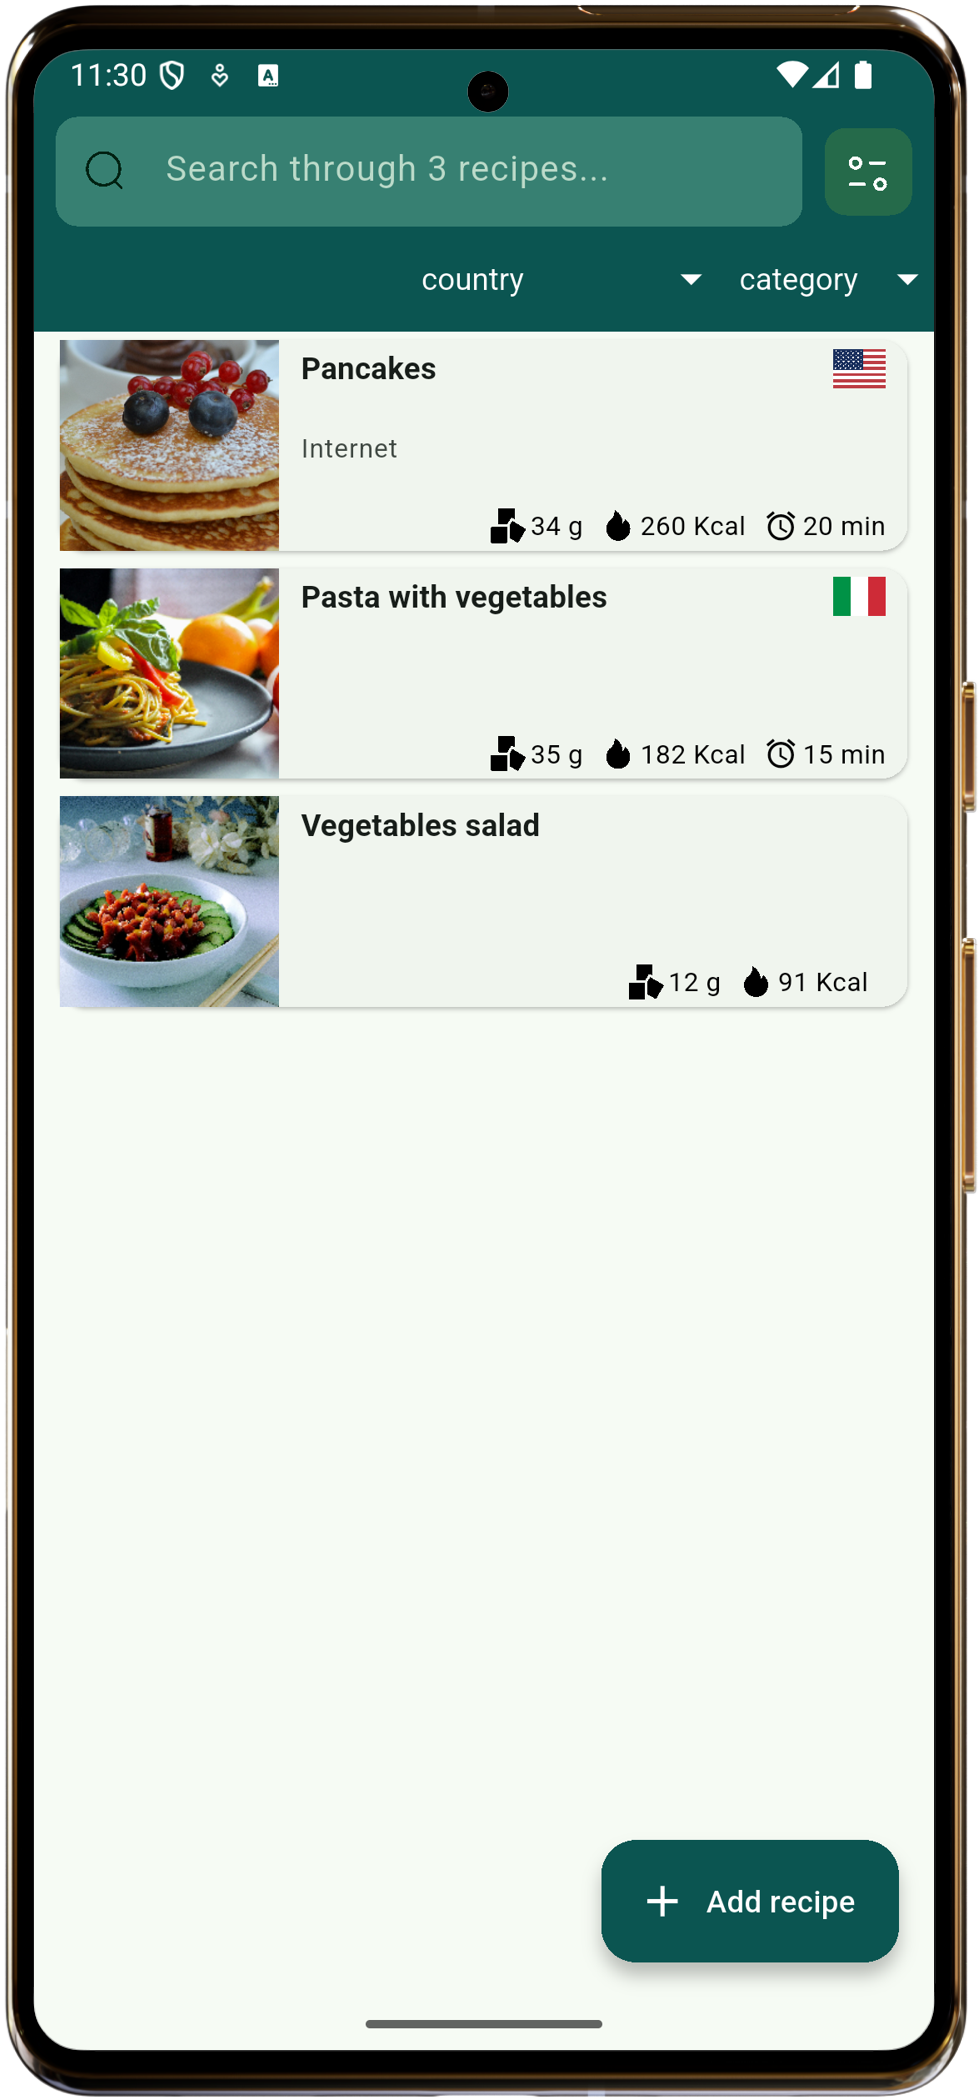 11:30
Search through 3 recipes...
country category
Pancakes
Internet
34 g 260 Kcal 20 min
Pasta with vegetables
35 g 182 Kcal 15 min
Vegetables salad
12 g 91 Kcal
+ Add recipe